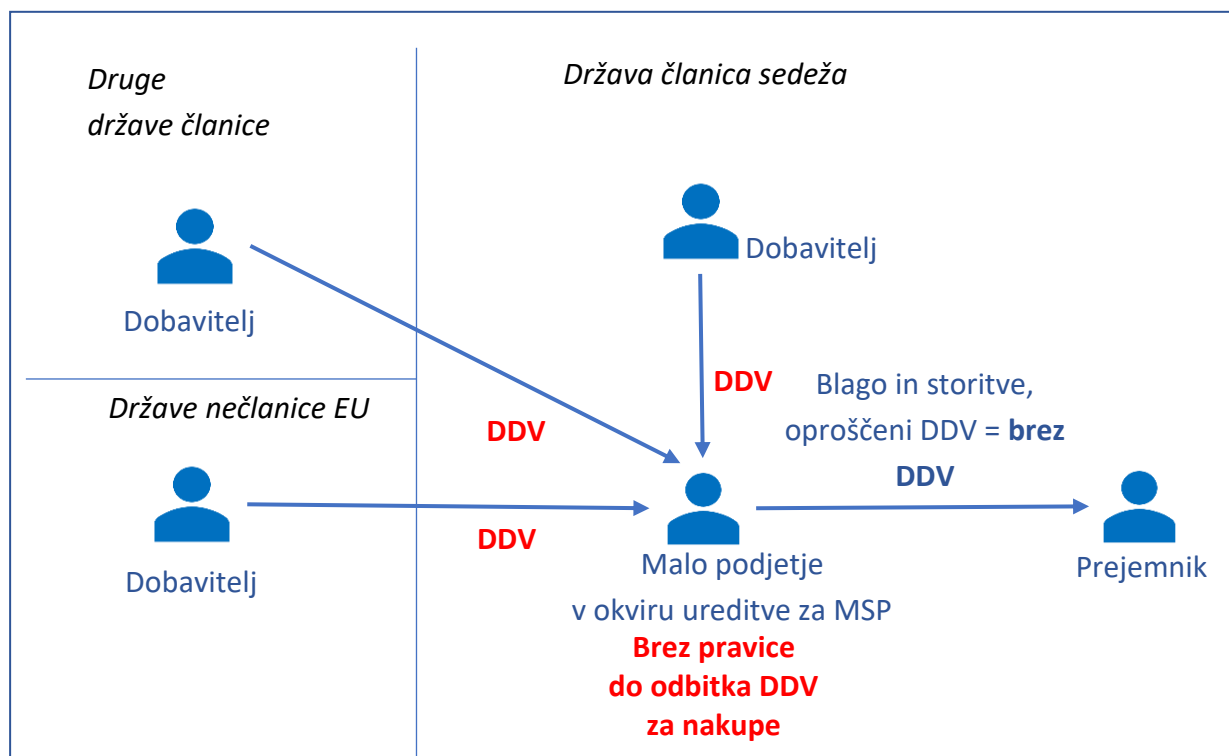 Druge
države članice
Dobavitelj
Države nečlanice EU
Dobavitelj
DDV
DDV
Država članica sedeža
Dobavitelj
DDV
Blago in storitve,
oproščeni DDV = brez
DDV
Malo podjetje
v okviru ureditve za MSP
Brez pravice
do odbitka DDV
za nakupe
Prejemnik